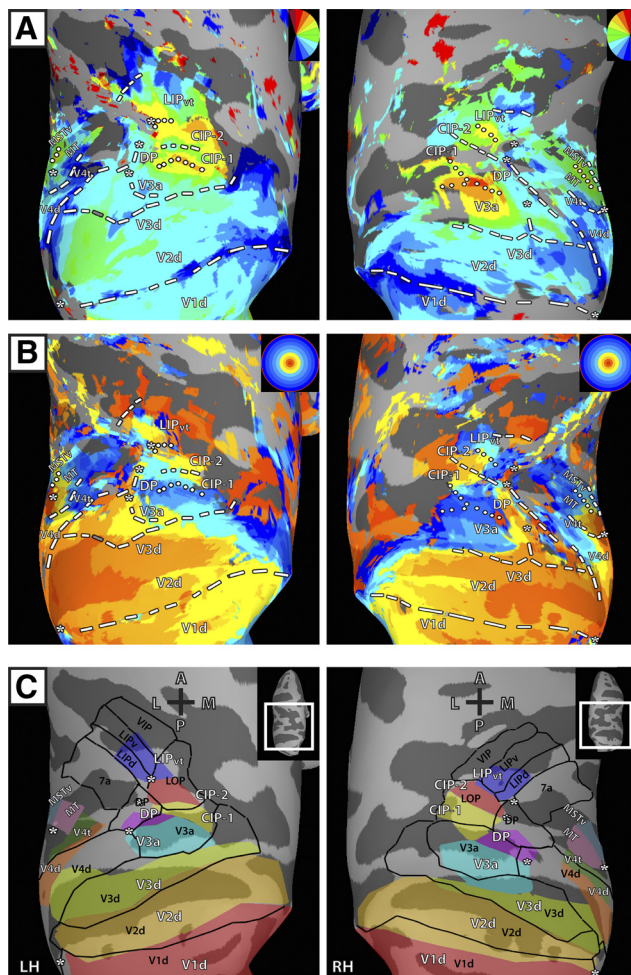 A
LIPvt
CIP-2
CIP-1
DP
V3a
MSTv
MT
V4t
V4d
V3d
V2d
V1d
*
LIPvt
CIP-2
CIP-1
DP
V3a
MSTv
MT
V4t
V4d
V2d
V1d
*
B
LIPvt
CIP-2
CIP-1
DP
V3a
MSTv
MT
V4t
V4d
V3d
V2d
V1d
*
LIPvt
CIP-2
CIP-1
DP
V3a
MSTv
MT
V4t
V4d
V3d
V2d
V1d
*
C
A
L M
P
VIP
LIPv
LIPd
LIPvt
7a
LOP
CIP-2
CIP-1
DP
DP
V3a
V3a
MSTv
MT
V4t
V4d
V4d
V3d
V3d
V2d
V2d
V1d
V1d
LH
A
L M
P
VIP
LIPv
LIPvt
LIPd
7a
LOP
CIP-2
CIP-1
DP
DP
V3a
V3a
MSTv
MT
V4t
V4d
V4d
V3d
V3d
V2d
V2d
V1d
V1d
RH